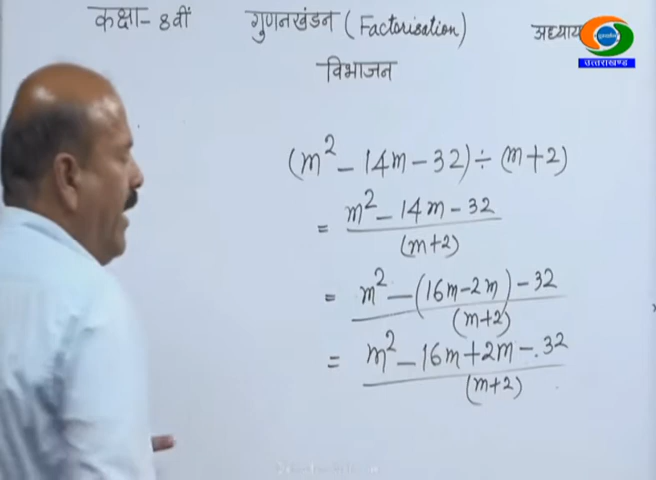 कक्षा- 8वीं गुणनखंडन (Factorisation) अध्याय
विभाजन
उत्तराखण्ड
(m² - 14m - 32) ÷ (m+2)
= m² - 14m - 32
(m+2)
= m² - (16m-2m) - 32
(m+2)
= m² - 16m+2m - .32
(m+2)